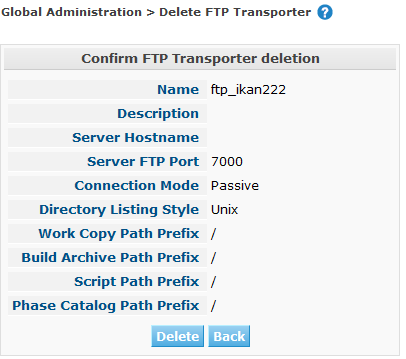 Global Administration > Delete FTP Transporter ?
Confirm FTP Transporter deletion
Name ftp_ikan222
Description
Server Hostname
Server FTP Port 7000
Connection Mode Passive
Directory Listing Style Unix
Work Copy Path Prefix /
Build Archive Path Prefix /
Script Path Prefix /
Phase Catalog Path Prefix /
Delete Back